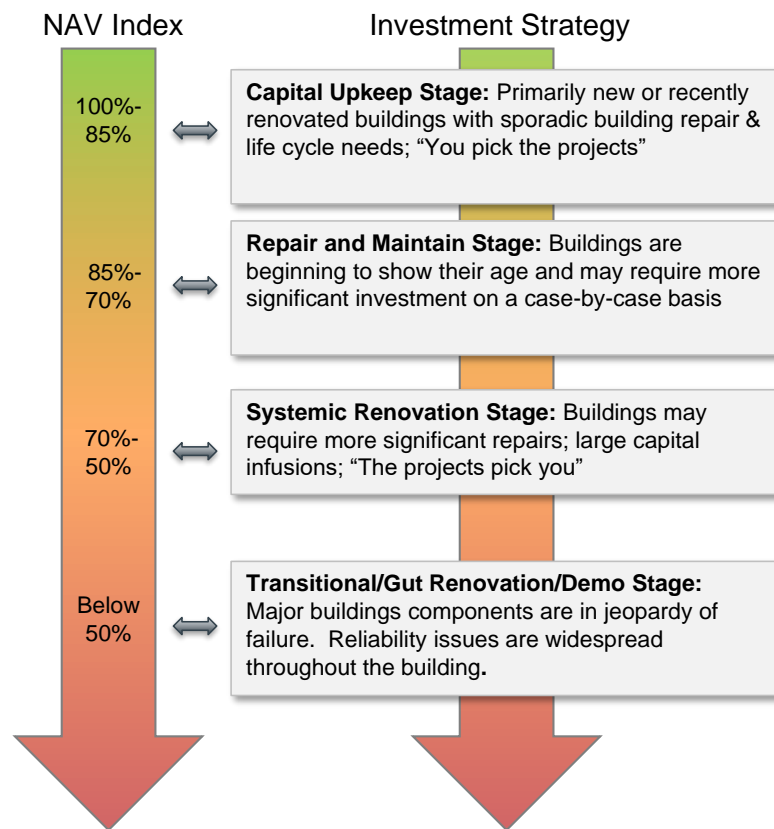 NAV Index
Investment Strategy
100%-
85%
Capital Upkeep Stage: Primarily new or recently
renovated buildings with sporadic building repair &
life cycle needs; “You pick the projects”
85%-
70%
Repair and Maintain Stage: Buildings are
beginning to show their age and may require more
significant investment on a case-by-case basis
70%-
50%
Systemic Renovation Stage: Buildings may
require more significant repairs; large capital
infusions; “The projects pick you”
Below
50%
Transitional/Gut Renovation/Demo Stage:
Major buildings components are in jeopardy of
failure.  Reliability issues are widespread
throughout the building.